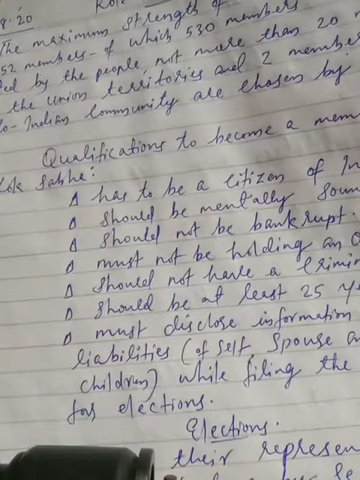 8.'20
The maximum strength of
52 members - of which 530 members
ed by the people not more than 20
the union territories and 2 member
lo-Indian Community are chosen by
Qualifications to become a mem
Lok Sabha:
△ has to be a citizen of In
△ should be mentally soun
△ should not be bankrupt.
△ must not be holding an O
△ should not have a Crimin
△ should be at least 25 ye
△ must disclose information
liabilities (of self, spouse a
children) while filing the
for elections.
Elections.
their represen